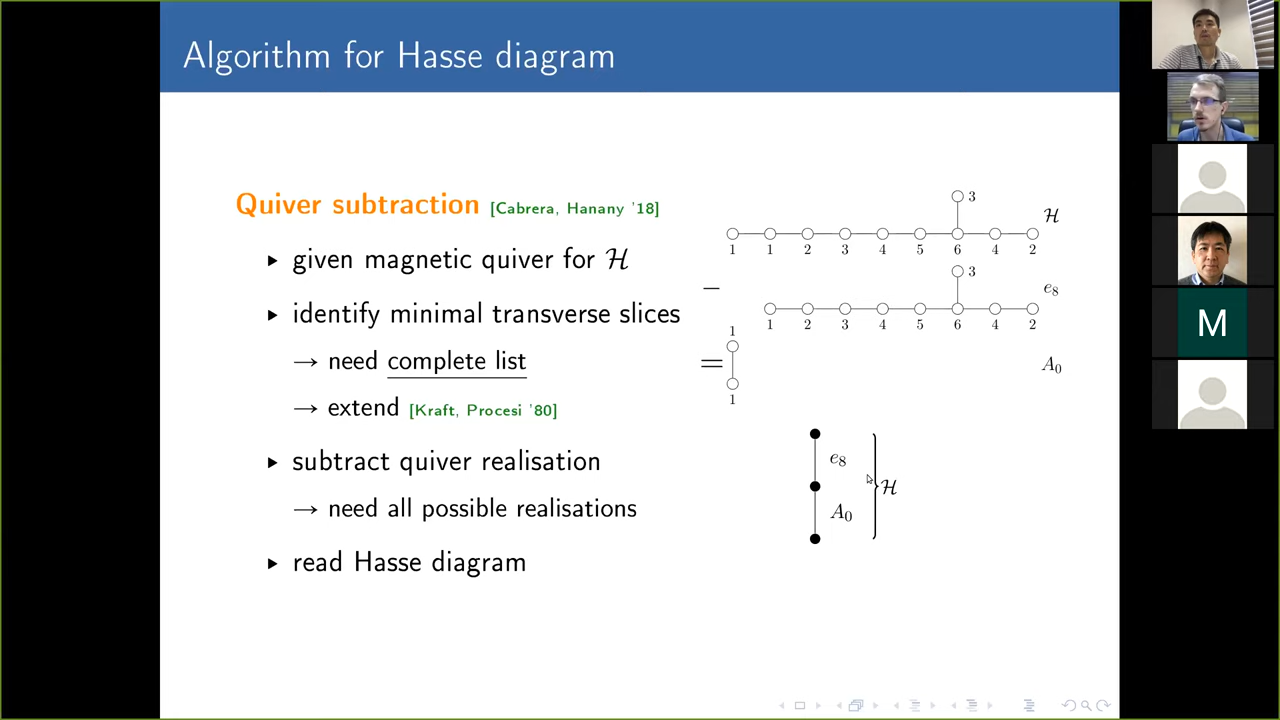 Algorithm for Hasse diagram
Quiver subtraction [Cabrera, Hanany '18]
▸ given magnetic quiver for ℋ
▸ identify minimal transverse slices
→ need complete list
→ extend [Kraft, Procesi '80]
▸ subtract quiver realisation
→ need all possible realisations
▸ read Hasse diagram
3
ℋ
1 1 2 3 4 5 6 4 2
−
3
e₈
1 2 3 4 5 6 4 2
1
=
A₀
1
e₈
ℋ
A₀
M